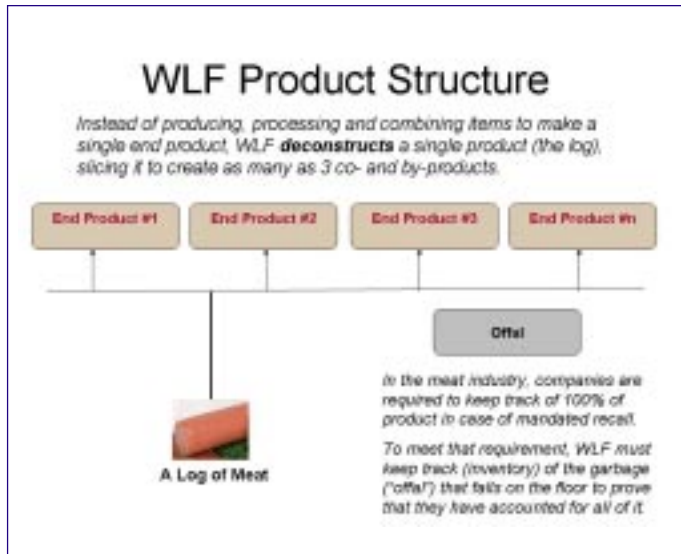 WLF Product Structure
Instead of producing, processing and combining items to make a
single end product, WLF deconstructs a single product (the log),
slicing it to create as many as 3 co- and by-products.
End Product #1
End Product #2
End Product #3
End Product #n
Offal
In the meat industry, companies are
required to keep track of 100% of
product in case of mandated recall.
To meet that requirement, WLF must
keep track (inventory) of the garbage
("offal") that falls on the floor to prove
that they have accounted for all of it.
A Log of Meat